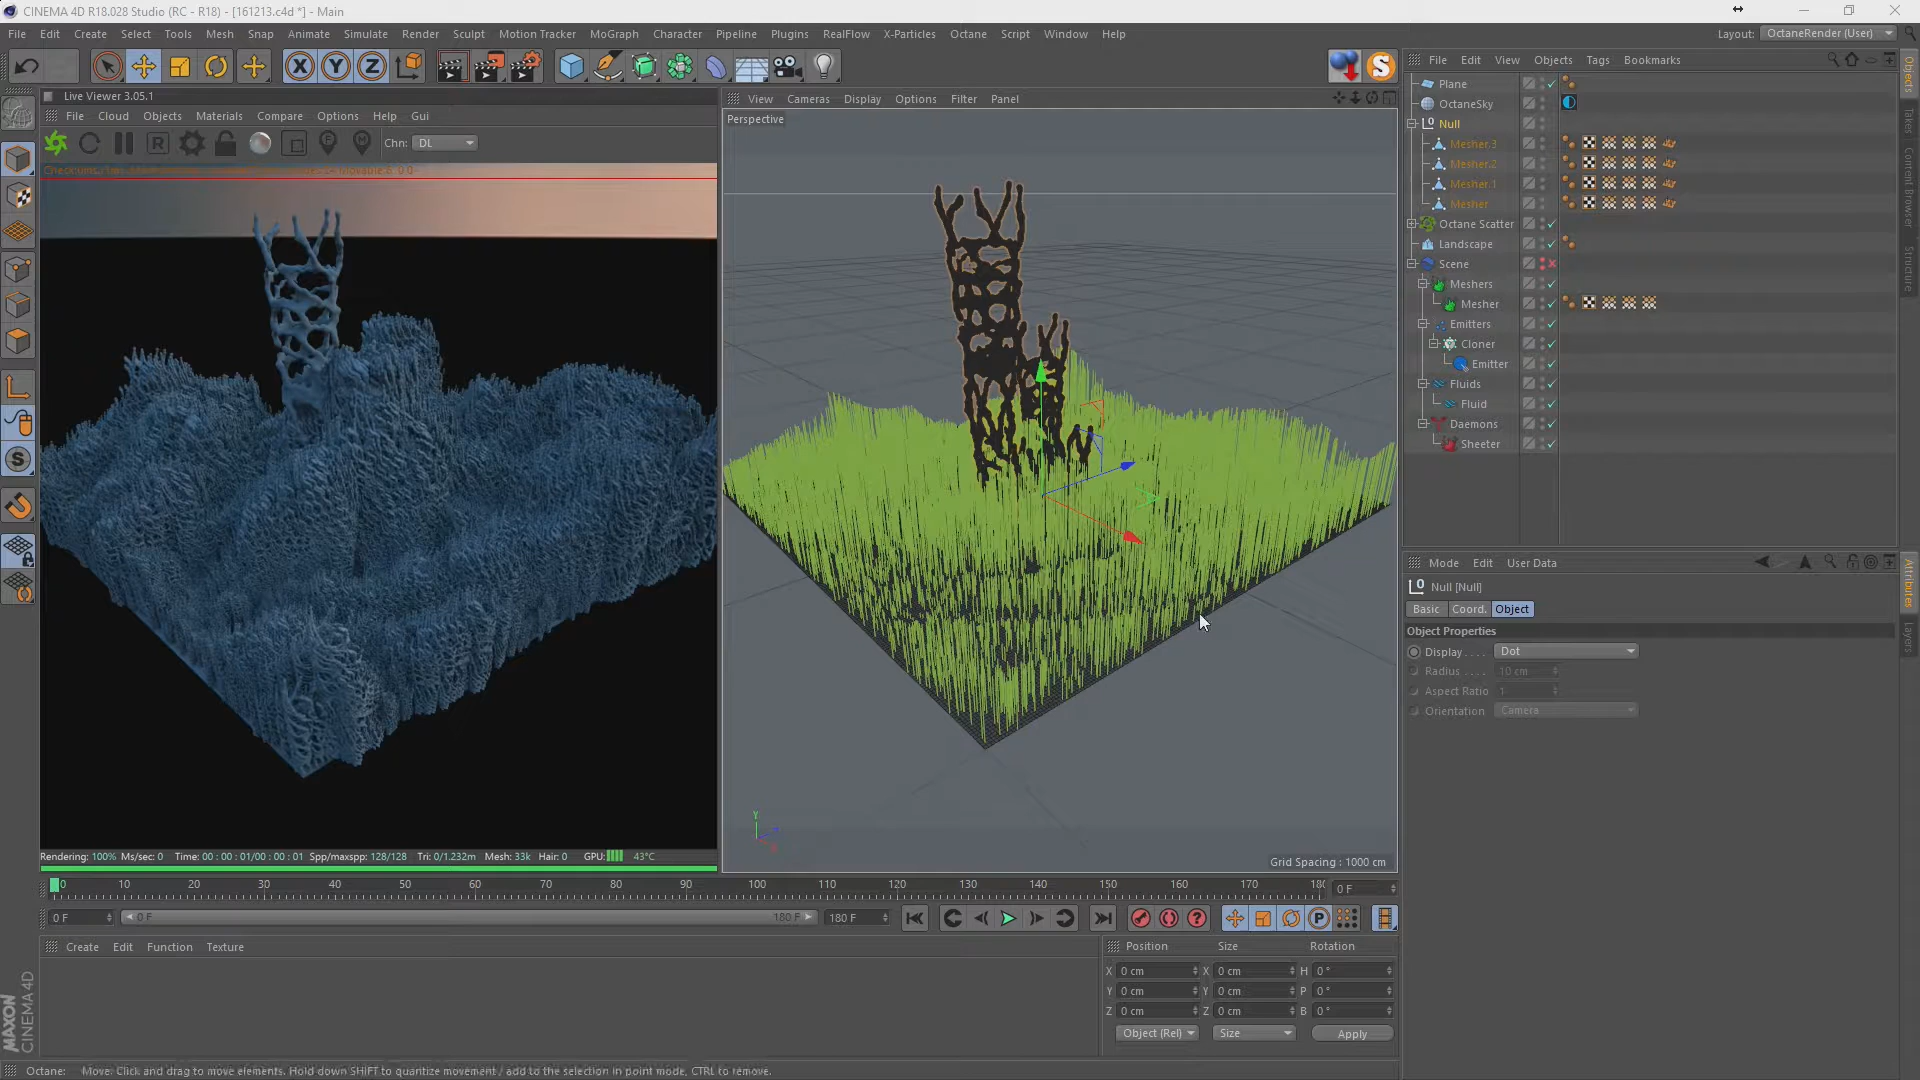 CINEMA 4D R18.028 Studio (RC - R18) - [161213.c4d *] - Main
File Edit Create Select Tools Mesh Snap Animate Simulate Render Sculpt Motion Tracker MoGraph Character Pipeline Plugins RealFlow X-Particles Octane Script Window Help
Layout: OctaneRender (User)
Live Viewer 3.05.1
File Cloud Objects Materials Compare Options Help Gui
Chn: DL
View Cameras Display Options Filter Panel
Perspective
Grid Spacing : 1000 cm
Rendering: 100% Ms/sec: 0 Time: 00 : 00 : 01/00 : 00 : 01 Spp/maxspp: 128/128 Tri: 0/1.232m Mesh: 33k Hair: 0 GPU: 43°C
File Edit View Objects Tags Bookmarks
Plane
OctaneSky
Null
Mesher.3
Mesher.2
Mesher.1
Mesher
Octane Scatter
Landscape
Scene
Meshers
Mesher
Emitters
Cloner
Emitter
Fluids
Fluid
Daemons
Sheeter
Objects
Takes
Content Browser
Structure
Mode Edit User Data
Null [Null]
Basic Coord. Object
Object Properties
Display . . . . Dot
Radius . . . . 10 cm
Aspect Ratio 1
Orientation Camera
Attributes
Layers
0 10 20 30 40 50 60 70 80 90 100 110 120 130 140 150 160 170 180 0 F
0 F 0 F 180 F 180 F
Create Edit Function Texture
Position Size Rotation
X 0 cm X 0 cm H 0 °
Y 0 cm Y 0 cm P 0 °
Z 0 cm Z 0 cm B 0 °
Object (Rel) Size Apply
MAXON
CINEMA 4D
Octane: Move: Click and drag to move elements. Hold down SHIFT to quantize movement / add to the selection in point mode, CTRL to remove.